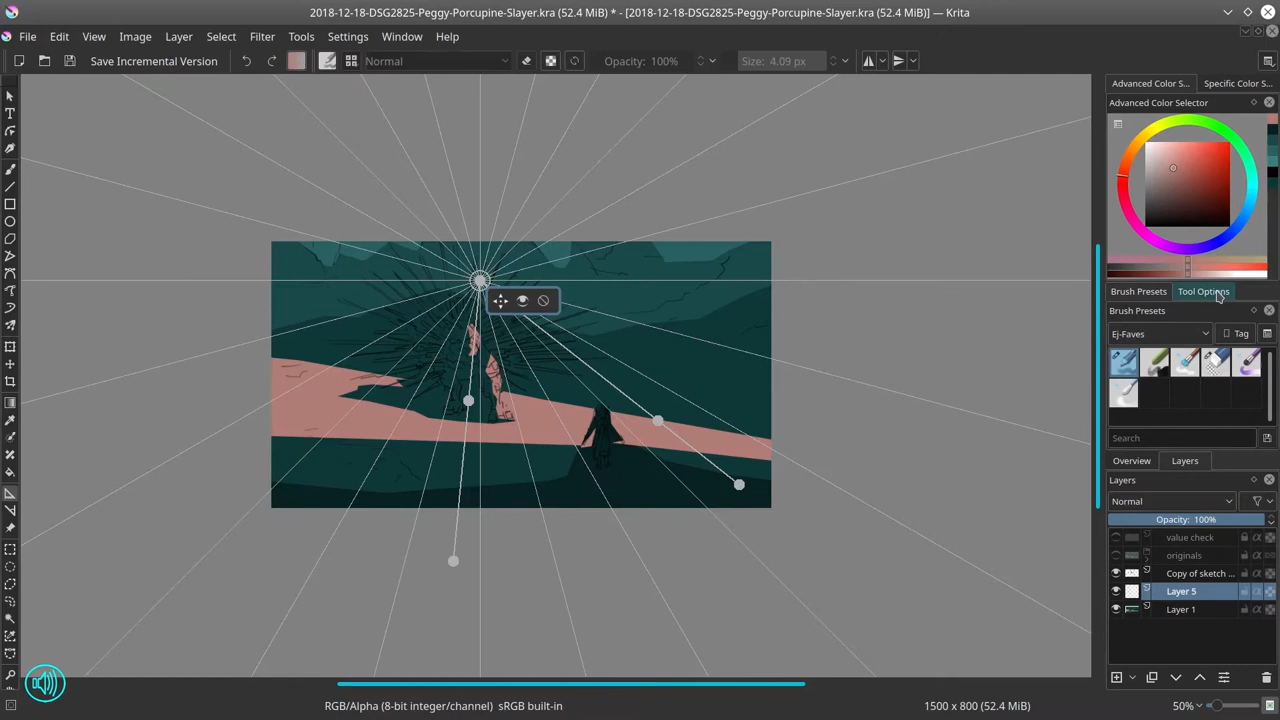 2018-12-18-DSG2825-Peggy-Porcupine-Slayer.kra (52.4 MiB) * - [2018-12-18-DSG2825-Peggy-Porcupine-Slayer.kra (52.4 MiB)] — Krita
File Edit View Image Layer Select Filter Tools Settings Window Help
Save Incremental Version Normal Opacity: 100% Size: 4.09 px
Advanced Color S... Specific Color S...
Advanced Color Selector
Brush Presets Tool Options
Brush Presets
Ej-Faves Tag
Search
Overview Layers
Layers
Normal
Opacity: 100%
value check
originals
Copy of sketch ...
Layer 5
Layer 1
RGB/Alpha (8-bit integer/channel) sRGB built-in 1500 x 800 (52.4 MiB) 50%